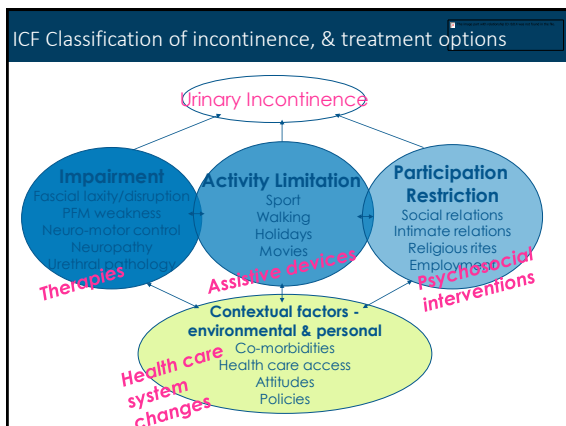 ICF Classification of incontinence, & treatment options
Urinary Incontinence
Impairment
Fascial laxity/disruption
PFM weakness
Neuro-motor control
Neuropathy
Urethral pathology
Therapies
Activity Limitation
Sport
Walking
Holidays
Movies
Assistive devices
Participation
Restriction
Social relations
Intimate relations
Religious rites
Employment
Psychosocial
interventions
Contextual factors -
environmental & personal
Co-morbidities
Health care access
Attitudes
Policies
Health care
system
changes